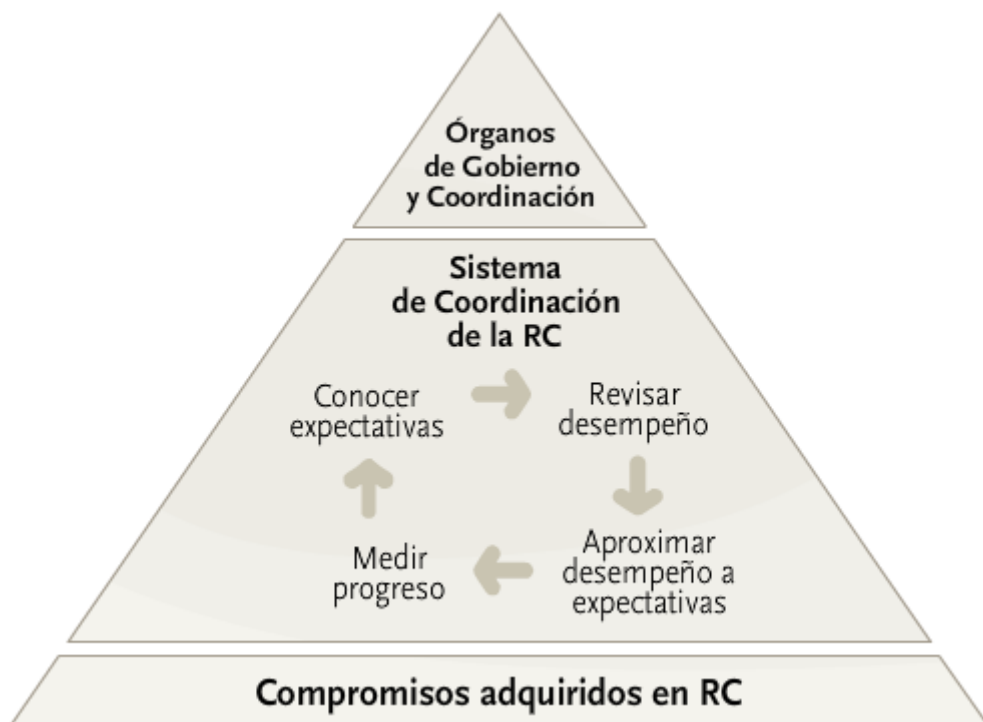 Órganos
de Gobierno
y Coordinación
Sistema
de Coordinación
de la RC
Conocer
expectativas
Revisar
desempeño
Aproximar
desempeño a
expectativas
Medir
progreso
Compromisos adquiridos en RC